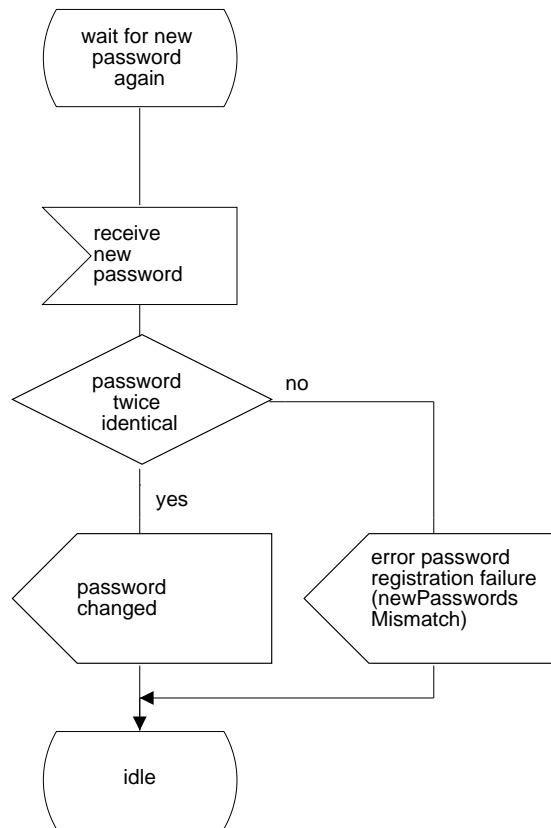 wait for new
password
again
receive
new
password
password
twice
identical
no
yes
password
changed
error password
registration failure
(newPasswords
Mismatch)
idle